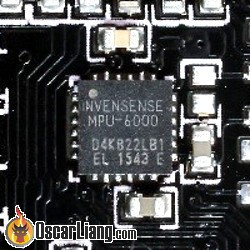 INVENSENSE
MPU-6000
D4K822LB1
EL 1543 E
OscarLiang.com